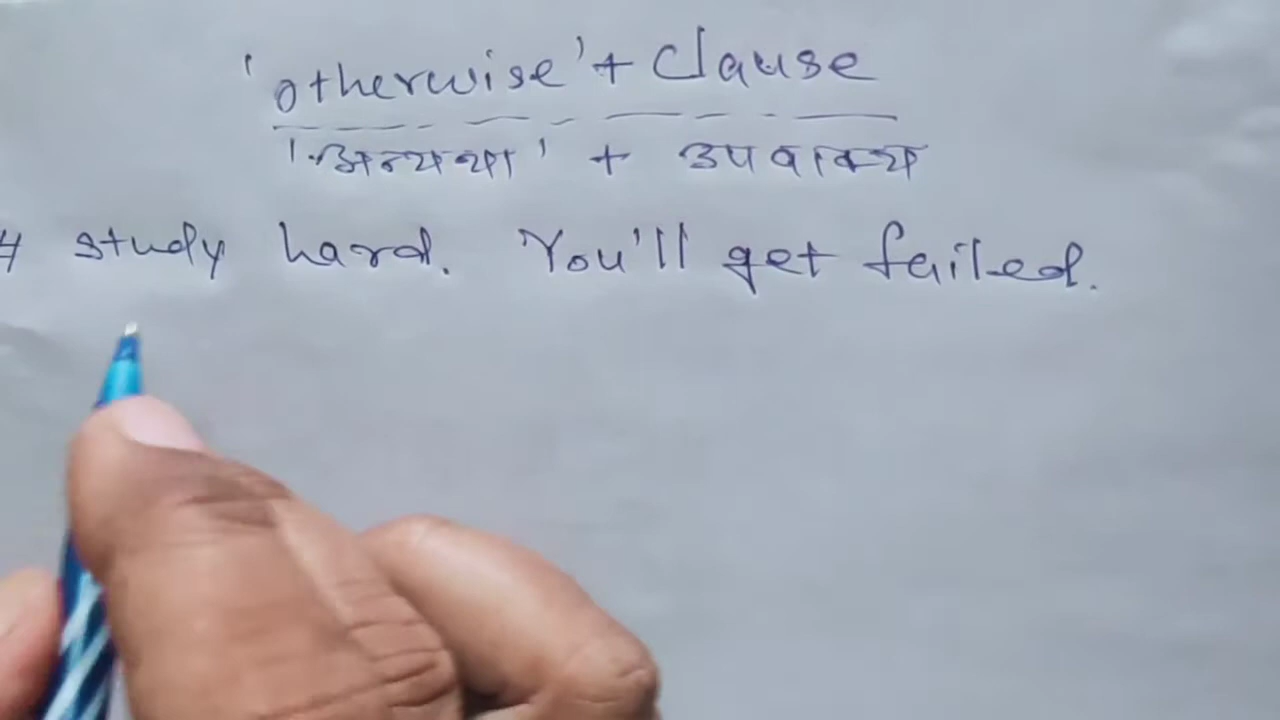 'otherwise' + Clause
'अन्यथा' + उपवाक्य
# study hard. You'll get failed.